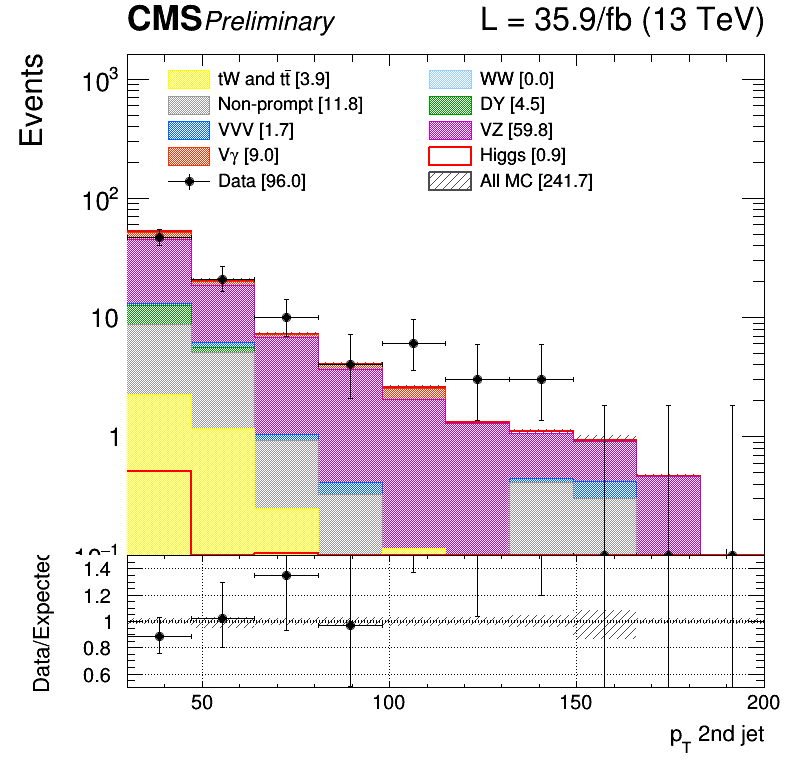 CMS Preliminary L = 35.9/fb (13 TeV)
Events
tW and tt̄ [3.9]
WW [0.0]
Non-prompt [11.8]
DY [4.5]
VVV [1.7]
VZ [59.8]
Vγ [9.0]
Higgs [0.9]
Data [96.0]
All MC [241.7]
10³
10²
10
1
10⁻¹
Data/Expected
1.4
1.2
1
0.8
0.6
50 100 150 200
p_T 2nd jet